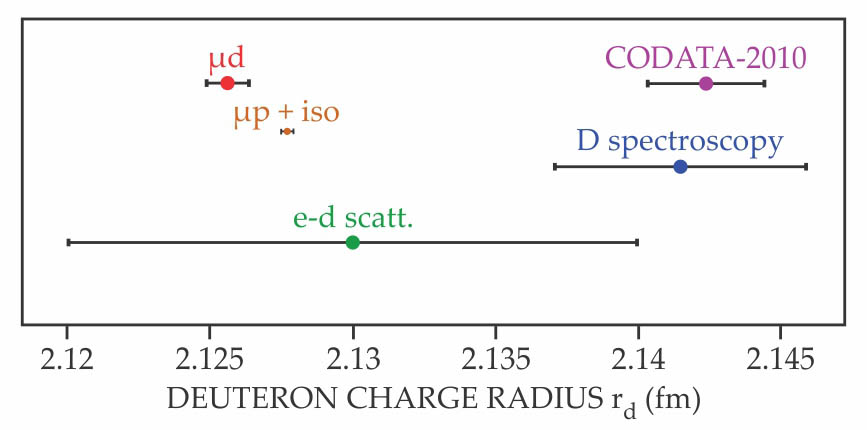 μd
CODATA-2010
μp + iso
D spectroscopy
e-d scatt.
2.12 2.125 2.13 2.135 2.14 2.145
DEUTERON CHARGE RADIUS r_d (fm)